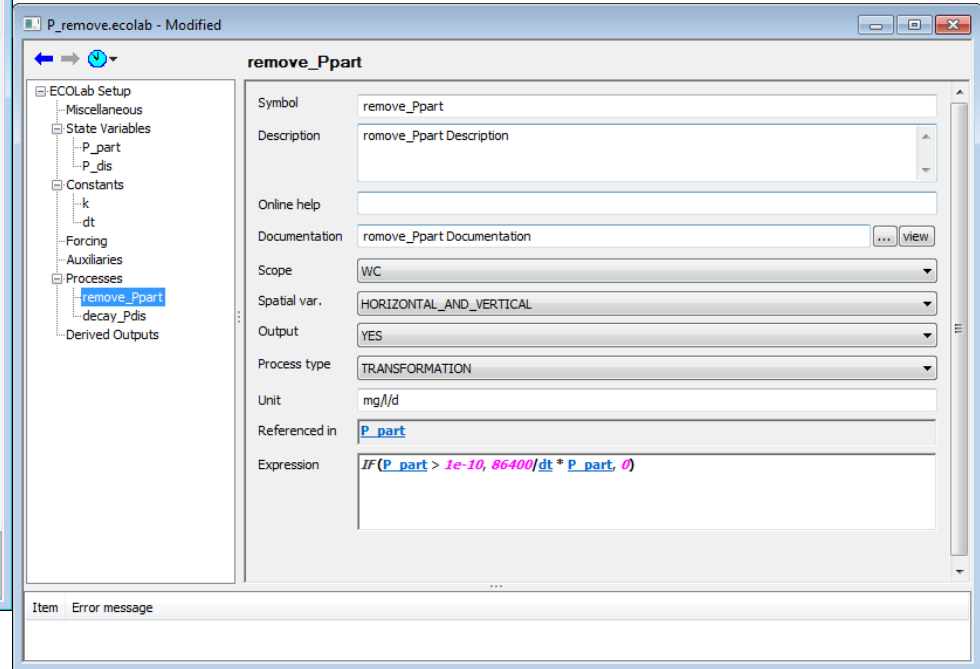 P_remove.ecolab - Modified
remove_Ppart
ECOLab Setup
Miscellaneous
State Variables
P_part
P_dis
Constants
k
dt
Forcing
Auxiliaries
Processes
remove_Ppart
decay_Pdis
Derived Outputs
Symbol remove_Ppart
Description romove_Ppart Description
Online help
Documentation romove_Ppart Documentation ... view
Scope WC
Spatial var. HORIZONTAL_AND_VERTICAL
Output YES
Process type TRANSFORMATION
Unit mg/l/d
Referenced in P_part
Expression IF(P_part > 1e-10, 86400/dt * P_part, 0)
Item Error message